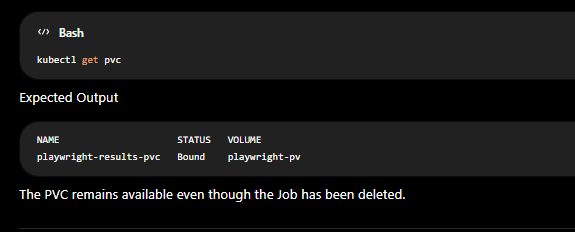 Bash
kubectl get pvc
Expected Output
NAME STATUS VOLUME
playwright-results-pvc Bound playwright-pv
The PVC remains available even though the Job has been deleted.